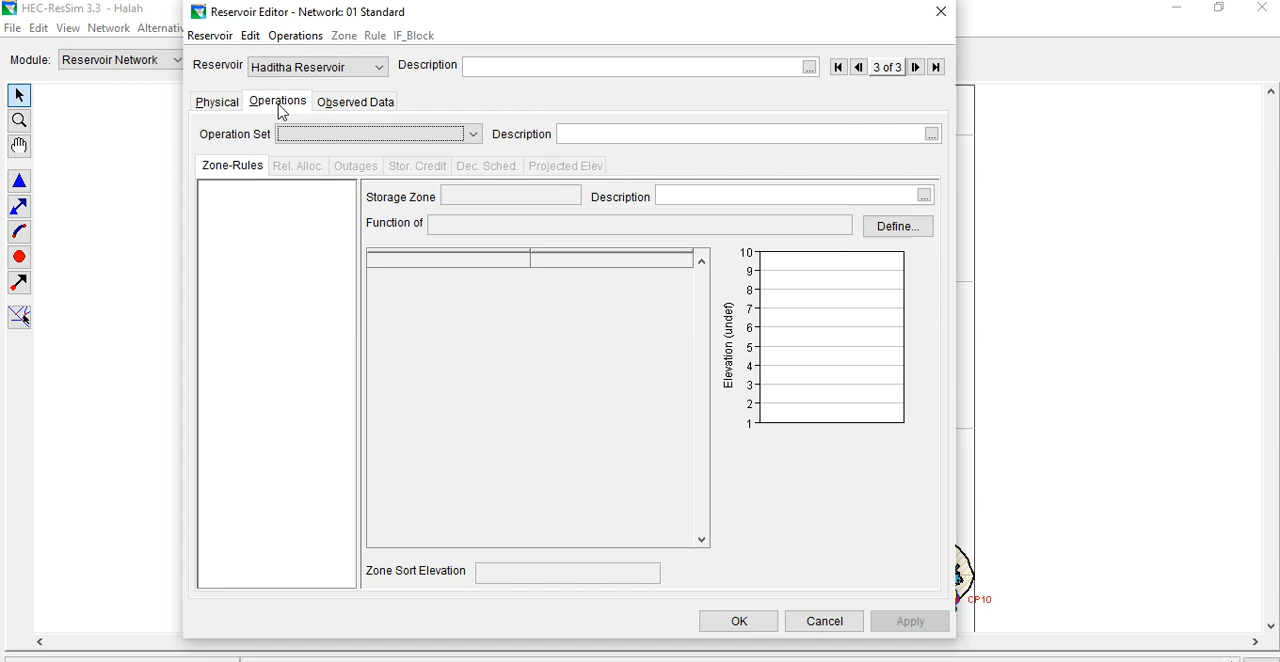 HEC-ResSim 3.3 - Halah
File Edit View Network Alternativ
Module: Reservoir Network
Reservoir Editor - Network: 01 Standard
Reservoir Edit Operations Zone Rule IF_Block
Reservoir Haditha Reservoir Description ... 3 of 3
Physical Operations Observed Data
Operation Set Description ...
Zone-Rules Rel. Alloc. Outages Stor. Credit Dec. Sched. Projected Elev
Storage Zone Description ...
Function of Define...
10
9
8
7
6
5
4
3
2
1
Elevation (undef)
Zone Sort Elevation
OK Cancel Apply
CP10